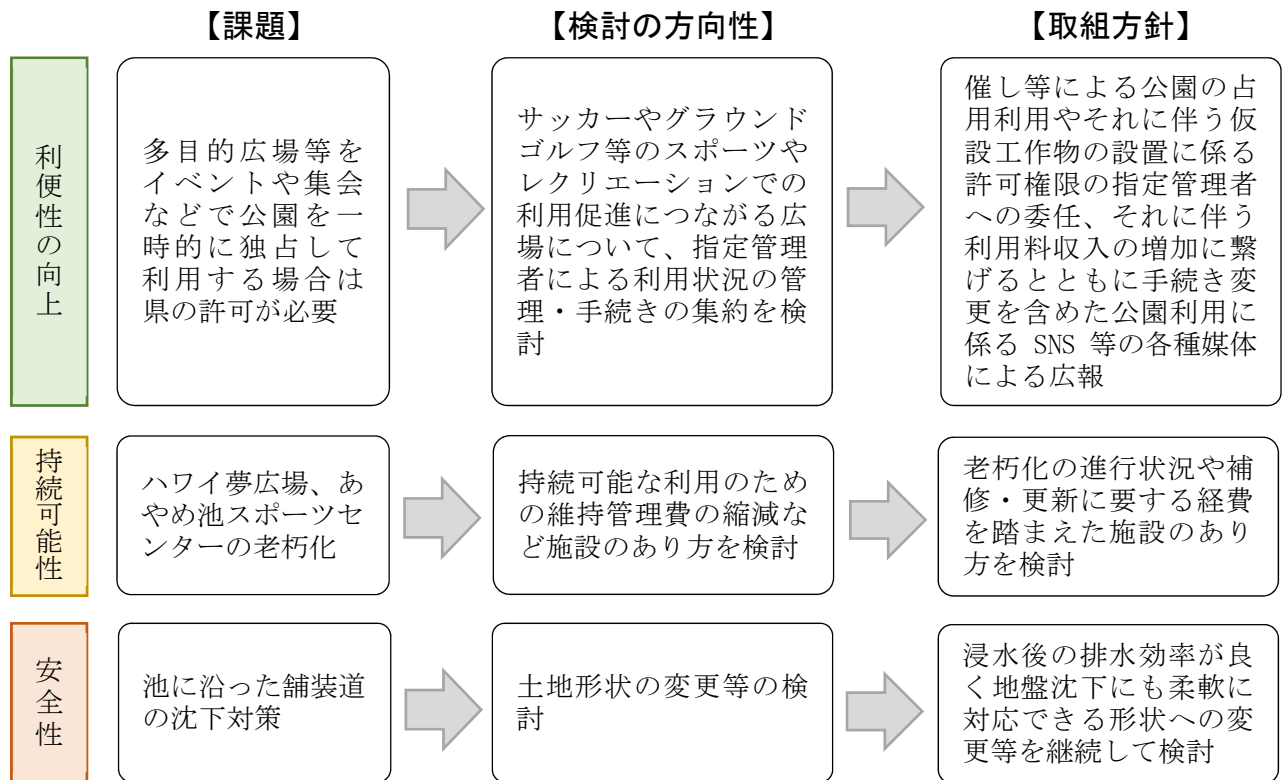 【課題】
【検討の方向性】
【取組方針】
利便性の向上
多目的広場等を
イベントや集会
などで公園を一
時的に独占して
利用する場合は
県の許可が必要
サッカーやグラウンド
ゴルフ等のスポーツや
レクリエーションでの
利用促進につながる広
場について、指定管理
者による利用状況の管
理・手続きの集約を検
討
催し等による公園の占
用利用やそれに伴う仮
設工作物の設置に係る
許可権限の指定管理者
への委任、それに伴う
利用料収入の増加に繋
げるとともに手続き変
更を含めた公園利用に
係る SNS 等の各種媒体
による広報
持続可能性
ハワイ夢広場、あ
やめ池スポーツセ
ンターの老朽化
持続可能な利用のため
の維持管理費の縮減な
ど施設のあり方を検討
老朽化の進行状況や補
修・更新に要する経費
を踏まえた施設のあり
方を検討
安全性
池に沿った舗装道
の沈下対策
土地形状の変更等の検
討
浸水後の排水効率が良
く地盤沈下にも柔軟に
対応できる形状への変
更等を継続して検討